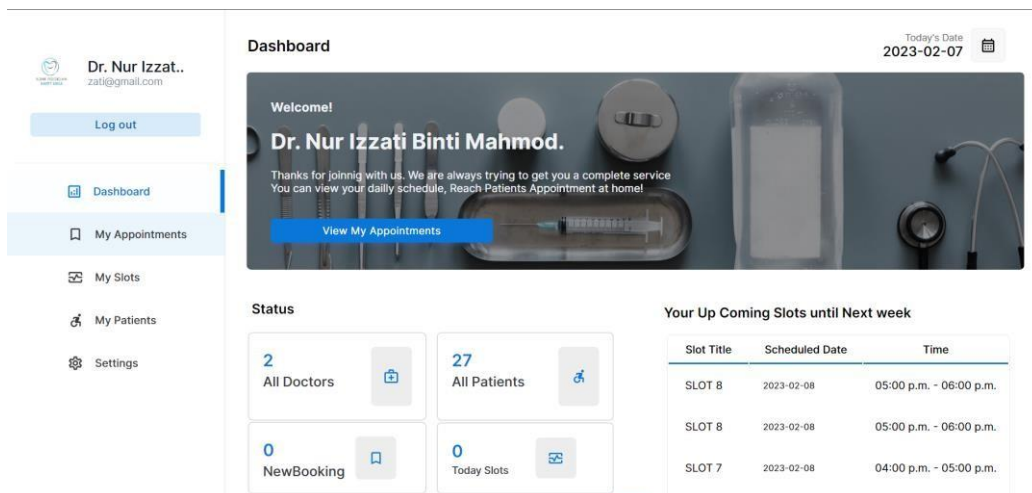 Dr. Nur Izzat..
zati@gmail.com
Log out
Dashboard
My Appointments
My Slots
My Patients
Settings
Dashboard
Today's Date
2023-02-07
Welcome!
Dr. Nur Izzati Binti Mahmod.
Thanks for joinnig with us. We are always trying to get you a complete service
You can view your dailly schedule, Reach Patients Appointment at home!
View My Appointments
Status
2
All Doctors
27
All Patients
0
NewBooking
0
Today Slots
Your Up Coming Slots until Next week
Slot Title Scheduled Date Time
SLOT 8 2023-02-08 05:00 p.m. - 06:00 p.m.
SLOT 8 2023-02-08 05:00 p.m. - 06:00 p.m.
SLOT 7 2023-02-08 04:00 p.m. - 05:00 p.m.